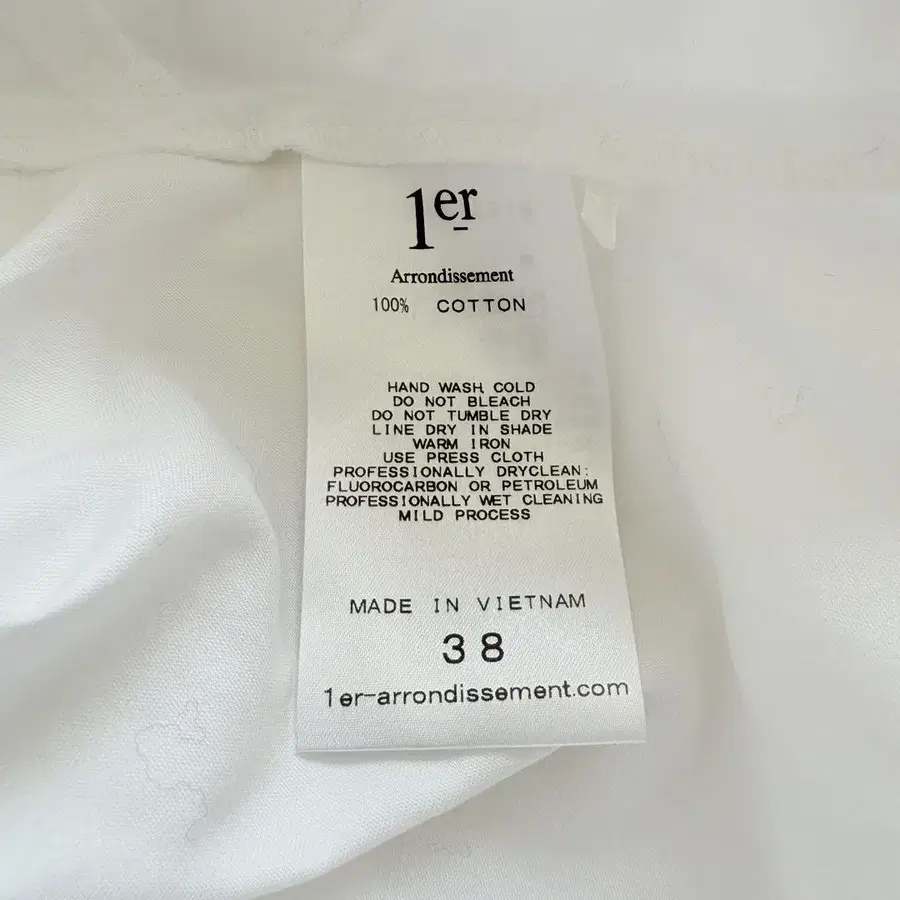 1er
Arrondissement
100% COTTON
HAND WASH COLD
DO NOT BLEACH
DO NOT TUMBLE DRY
LINE DRY IN SHADE
WARM IRON
USE PRESS CLOTH
PROFESSIONALLY DRYCLEAN:
FLUOROCARBON OR PETROLEUM
PROFESSIONALLY WET CLEANING
MILD PROCESS
MADE IN VIETNAM
38
1er-arrondissement.com